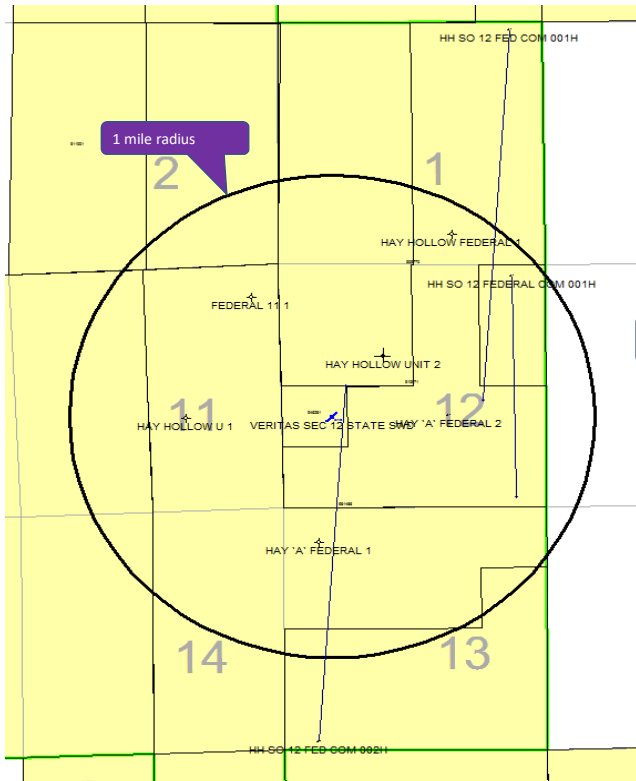 HH SO 12 FED COM 001H
1 mile radius
2
1
HAY HOLLOW FEDERAL 1
HH SO 12 FEDERAL COM 001H
FEDERAL 11 1
HAY HOLLOW UNIT 2
11
12
HAY HOLLOW U 1
VERITAS SEC 12 STATE SWD
HAY 'A' FEDERAL 2
HAY 'A' FEDERAL 1
14
13
HH SO 12 FED COM 002H